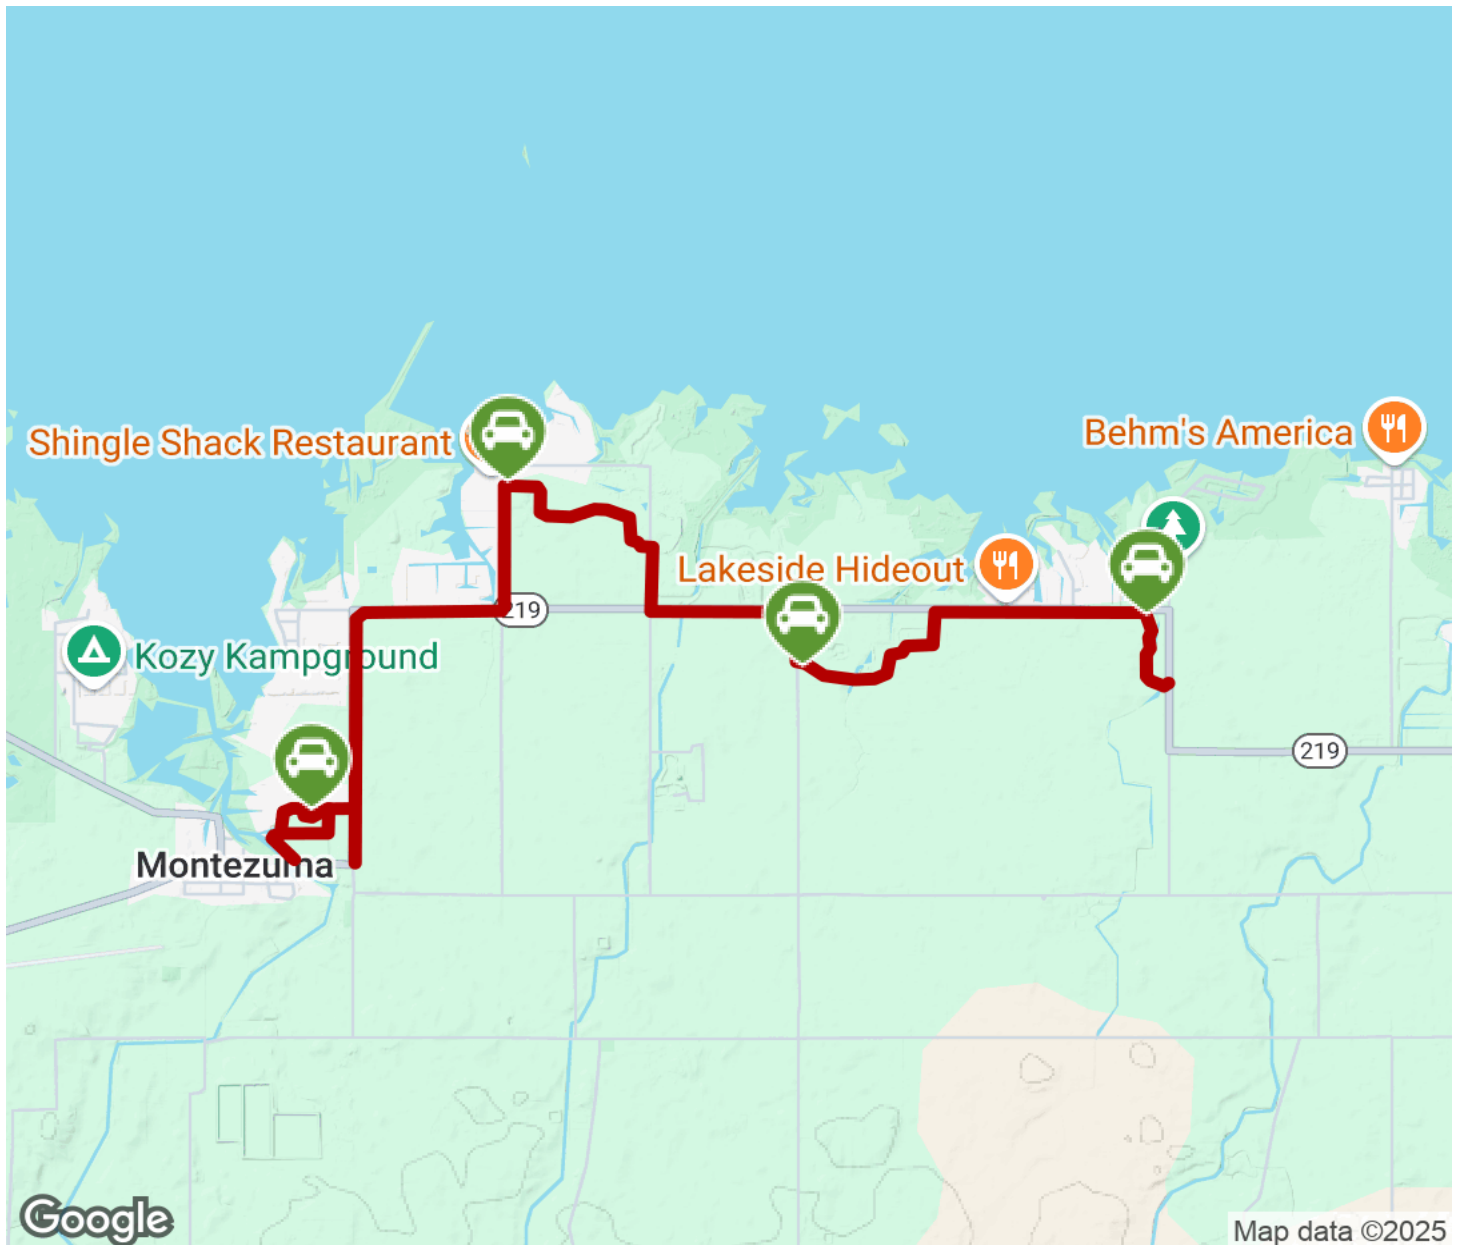 Shingle Shack Restaurant
Behm's America
Lakeside Hideout
219
Kozy Kampground
219
Montezuma
Google
Map data ©2025